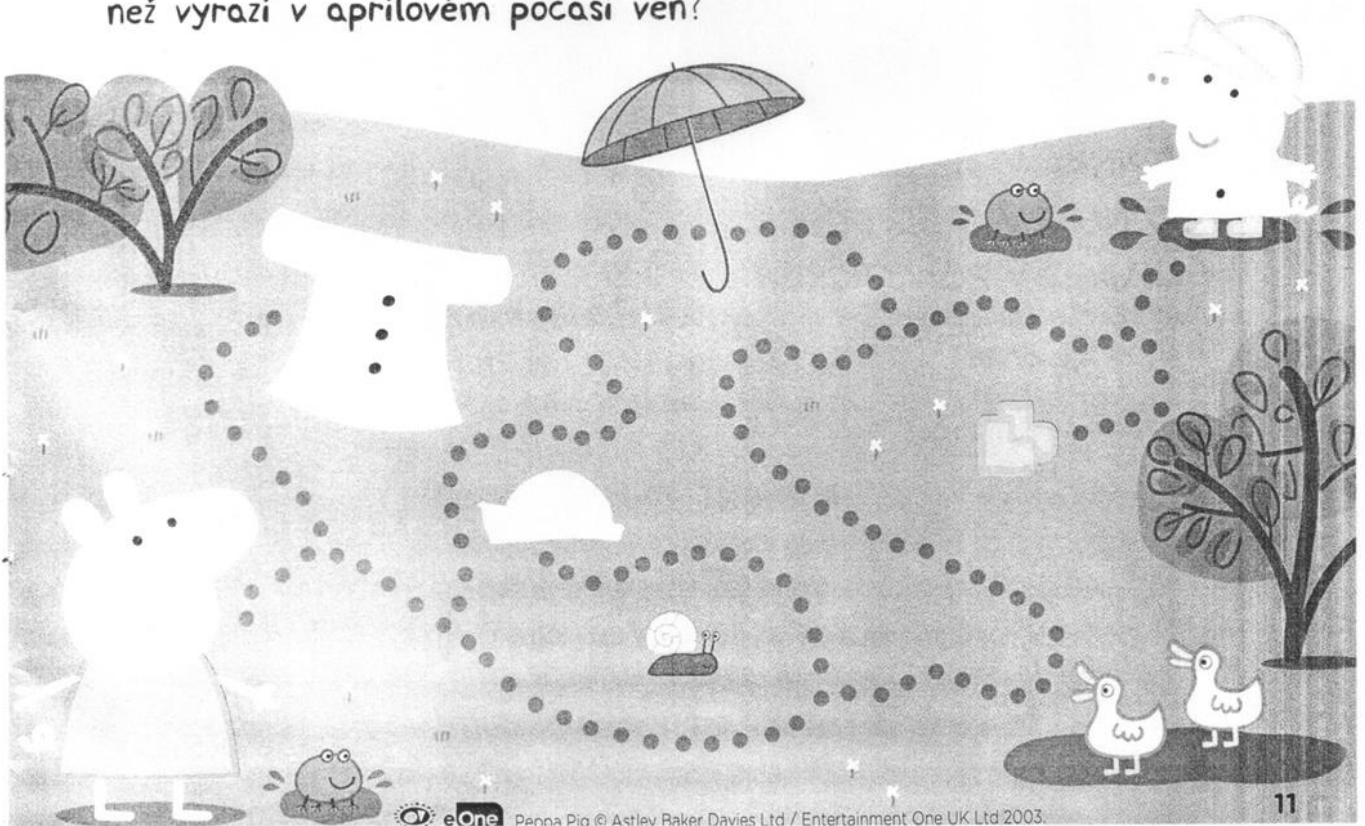 než vyrazí v aprílovém počasí ven?
eOne Peppa Pig © Astley Baker Davies Ltd / Entertainment One UK Ltd 2003.
11